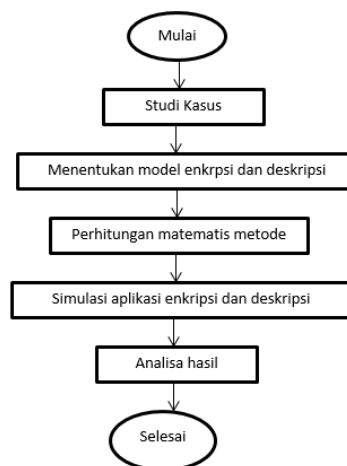 Mulai
Studi Kasus
Menentukan model enkrpsi dan deskripsi
Perhitungan matematis metode
Simulasi aplikasi enkripsi dan deskripsi
Analisa hasil
Selesai